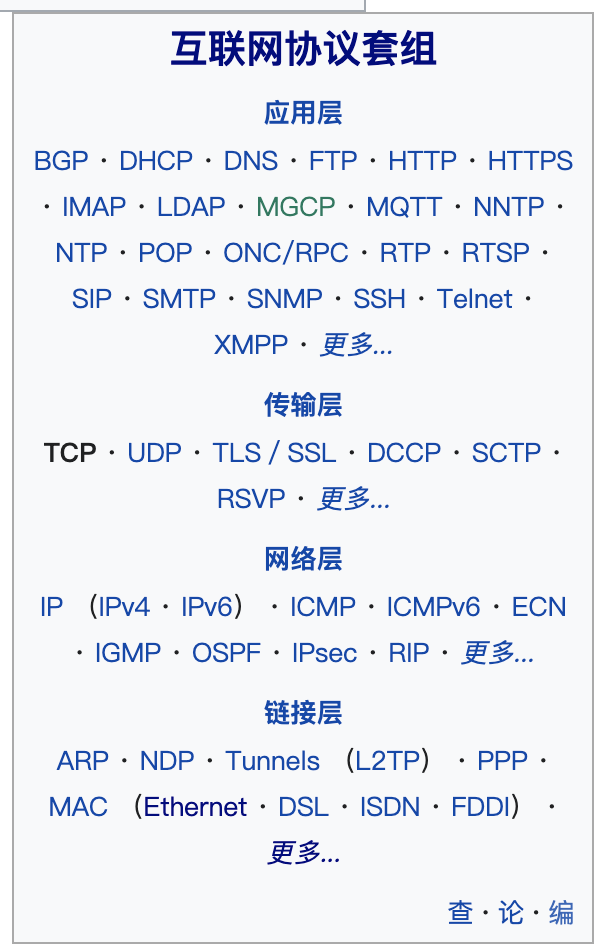 互联网协议套组
应用层
BGP · DHCP · DNS · FTP · HTTP · HTTPS
· IMAP · LDAP · MGCP · MQTT · NNTP ·
NTP · POP · ONC/RPC · RTP · RTSP ·
SIP · SMTP · SNMP · SSH · Telnet ·
XMPP · 更多...
传输层
TCP · UDP · TLS / SSL · DCCP · SCTP ·
RSVP · 更多...
网络层
IP （IPv4 · IPv6） · ICMP · ICMPv6 · ECN
· IGMP · OSPF · IPsec · RIP · 更多...
链接层
ARP · NDP · Tunnels （L2TP） · PPP ·
MAC （Ethernet · DSL · ISDN · FDDI） ·
更多...
查 · 论 · 编